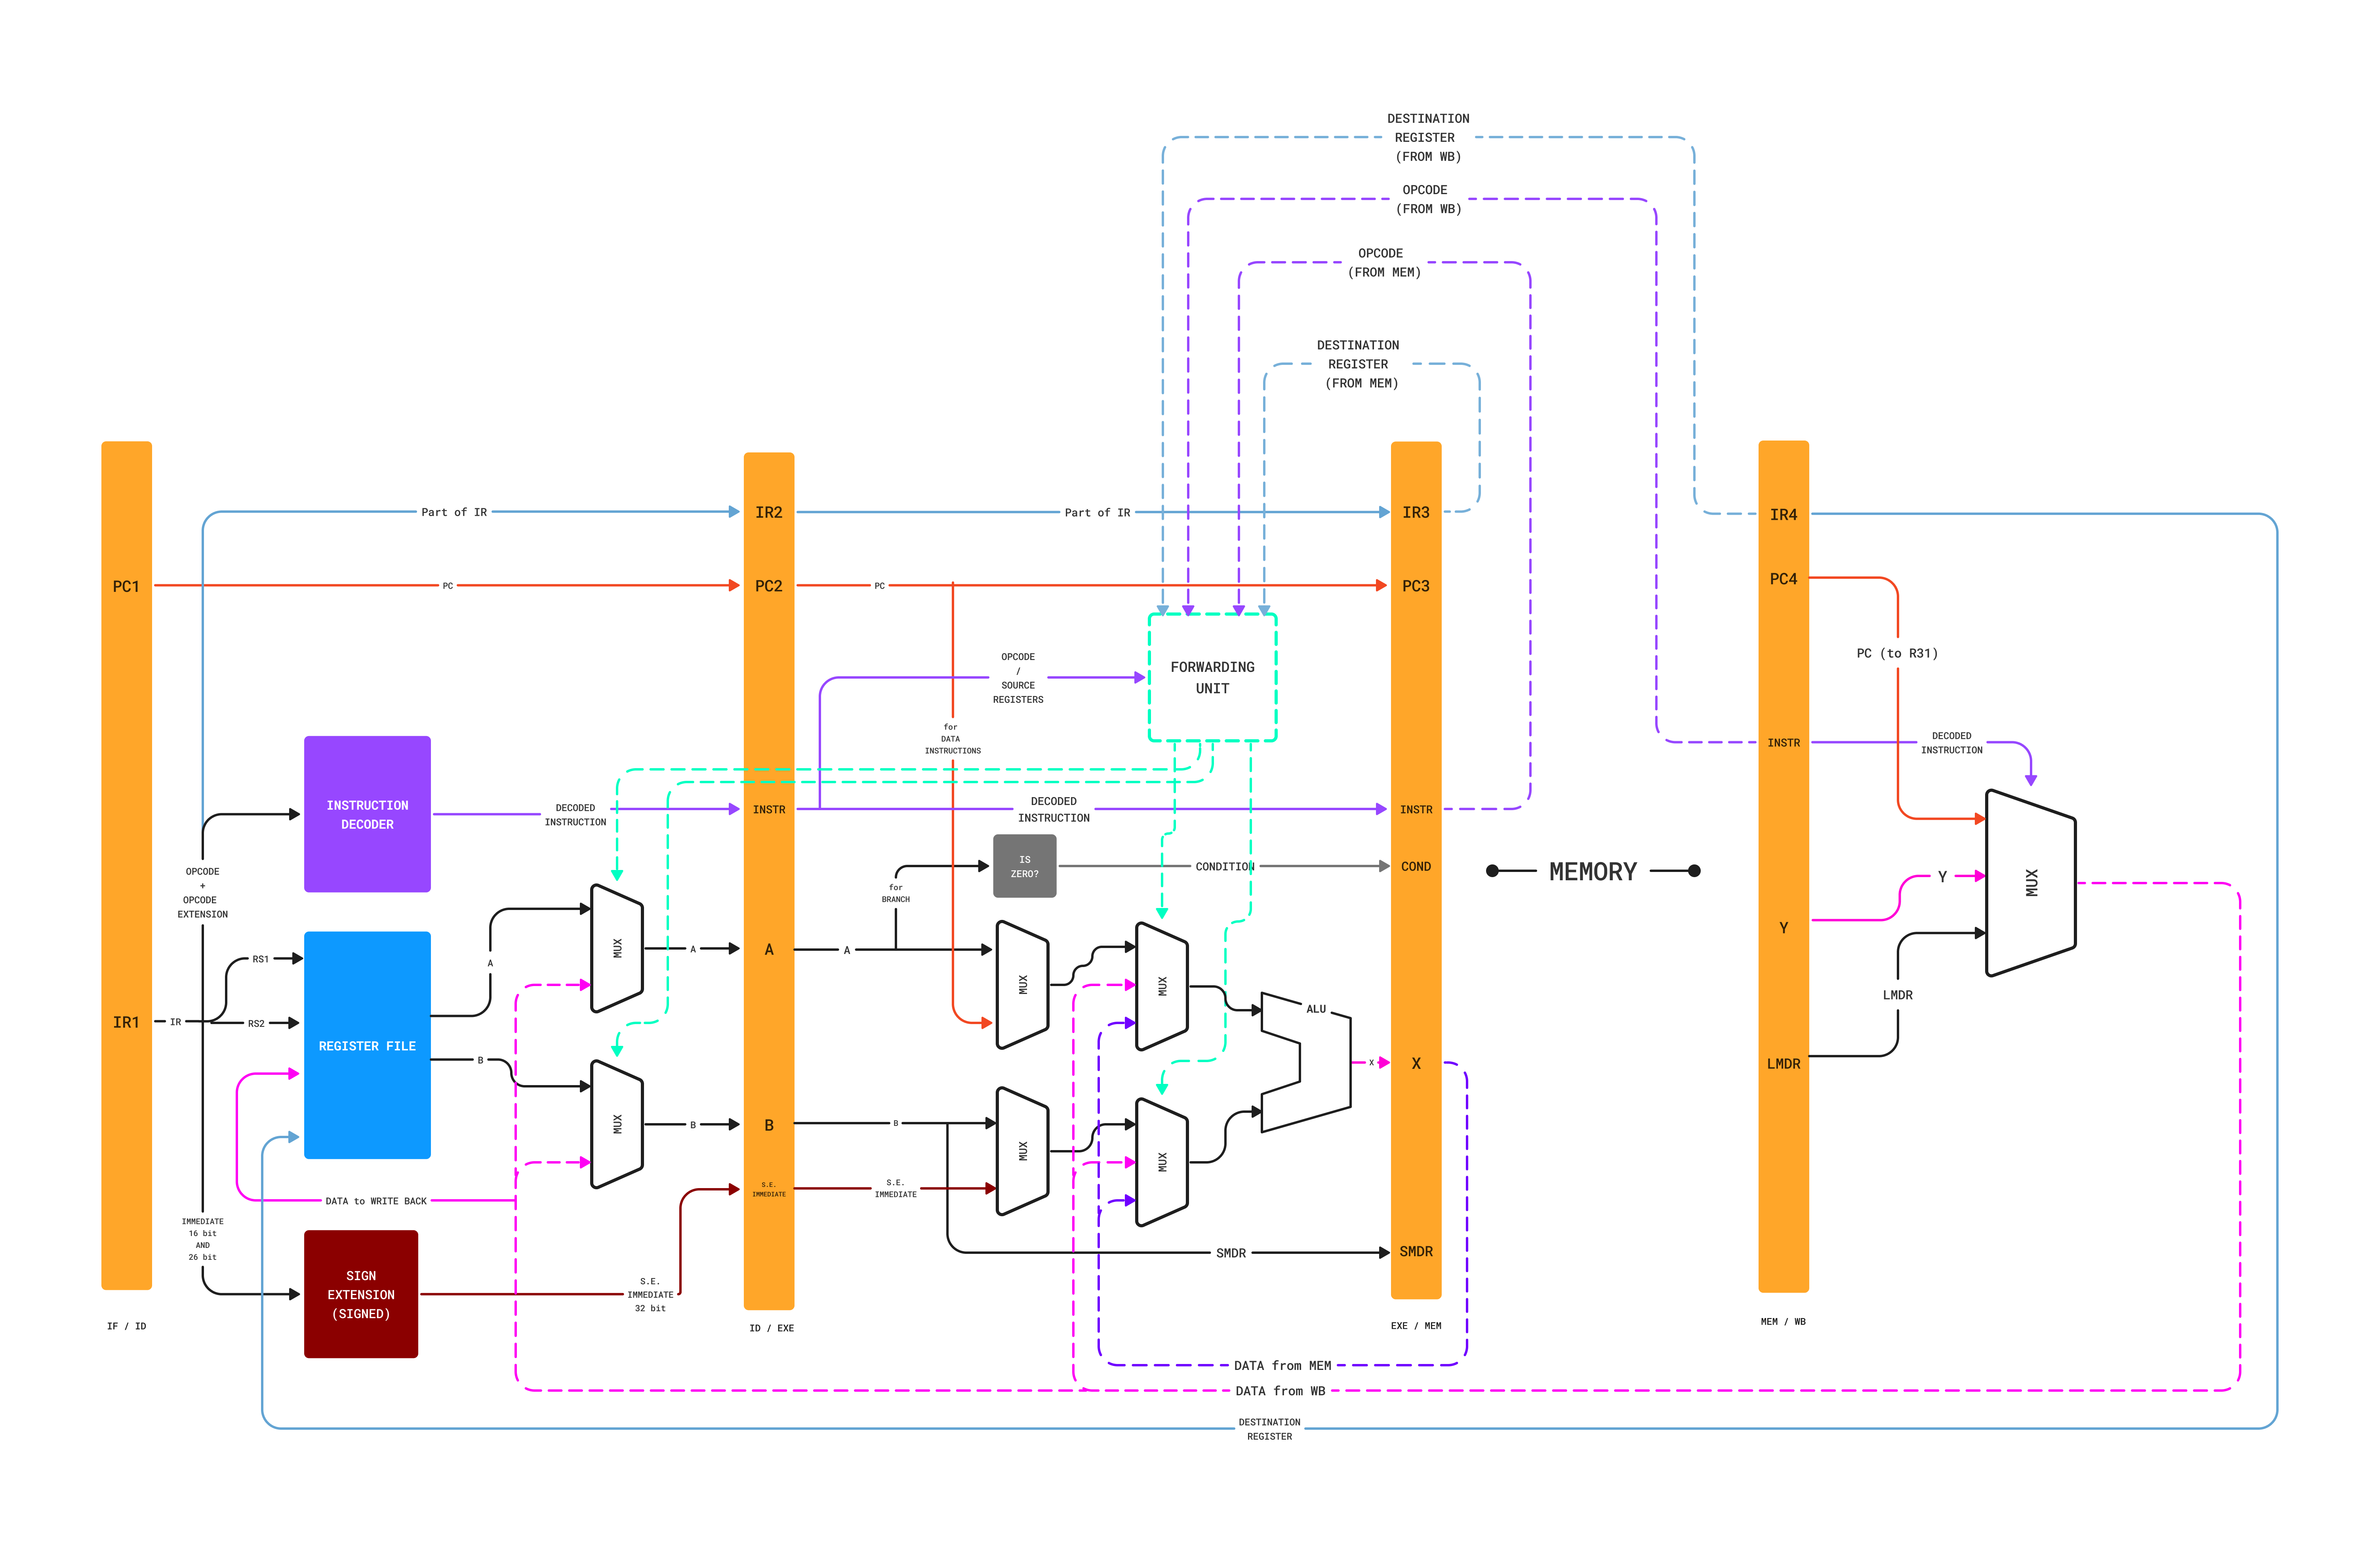 DESTINATION
REGISTER
(FROM WB)
OPCODE
(FROM WB)
OPCODE
(FROM MEM)
DESTINATION
REGISTER
(FROM MEM)
Part of IR
IR2
Part of IR
IR3
IR4
PC1
PC
PC2
PC
PC3
PC4
OPCODE
/
SOURCE
REGISTERS
FORWARDING
UNIT
PC (to R31)
for
DATA
INSTRUCTIONS
INSTR
DECODED
INSTRUCTION
INSTRUCTION
DECODER
DECODED
INSTRUCTION
INSTR
DECODED
INSTRUCTION
INSTR
OPCODE
+
OPCODE
EXTENSION
for
BRANCH
IS
ZERO?
CONDITION
COND
MEMORY
Y
MUX
MUX
A
A
A
A
MUX
MUX
Y
RS1
IR1
IR
RS2
REGISTER FILE
LMDR
ALU
B
X
X
LMDR
MUX
B
B
B
MUX
MUX
DATA to WRITE BACK
S.E.
IMMEDIATE
S.E.
IMMEDIATE
IMMEDIATE
16 bit
AND
26 bit
SMDR
SMDR
SIGN
EXTENSION
(SIGNED)
S.E.
IMMEDIATE
32 bit
IF / ID
ID / EXE
EXE / MEM
MEM / WB
DATA from MEM
DATA from WB
DESTINATION
REGISTER